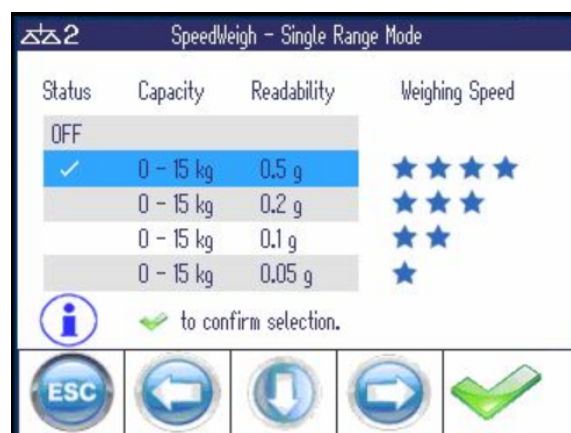 2 SpeedWeigh - Single Range Mode
Status Capacity Readability Weighing Speed
OFF
0 - 15 kg 0.5 g
0 - 15 kg 0.2 g
0 - 15 kg 0.1 g
0 - 15 kg 0.05 g
to confirm selection.
ESC